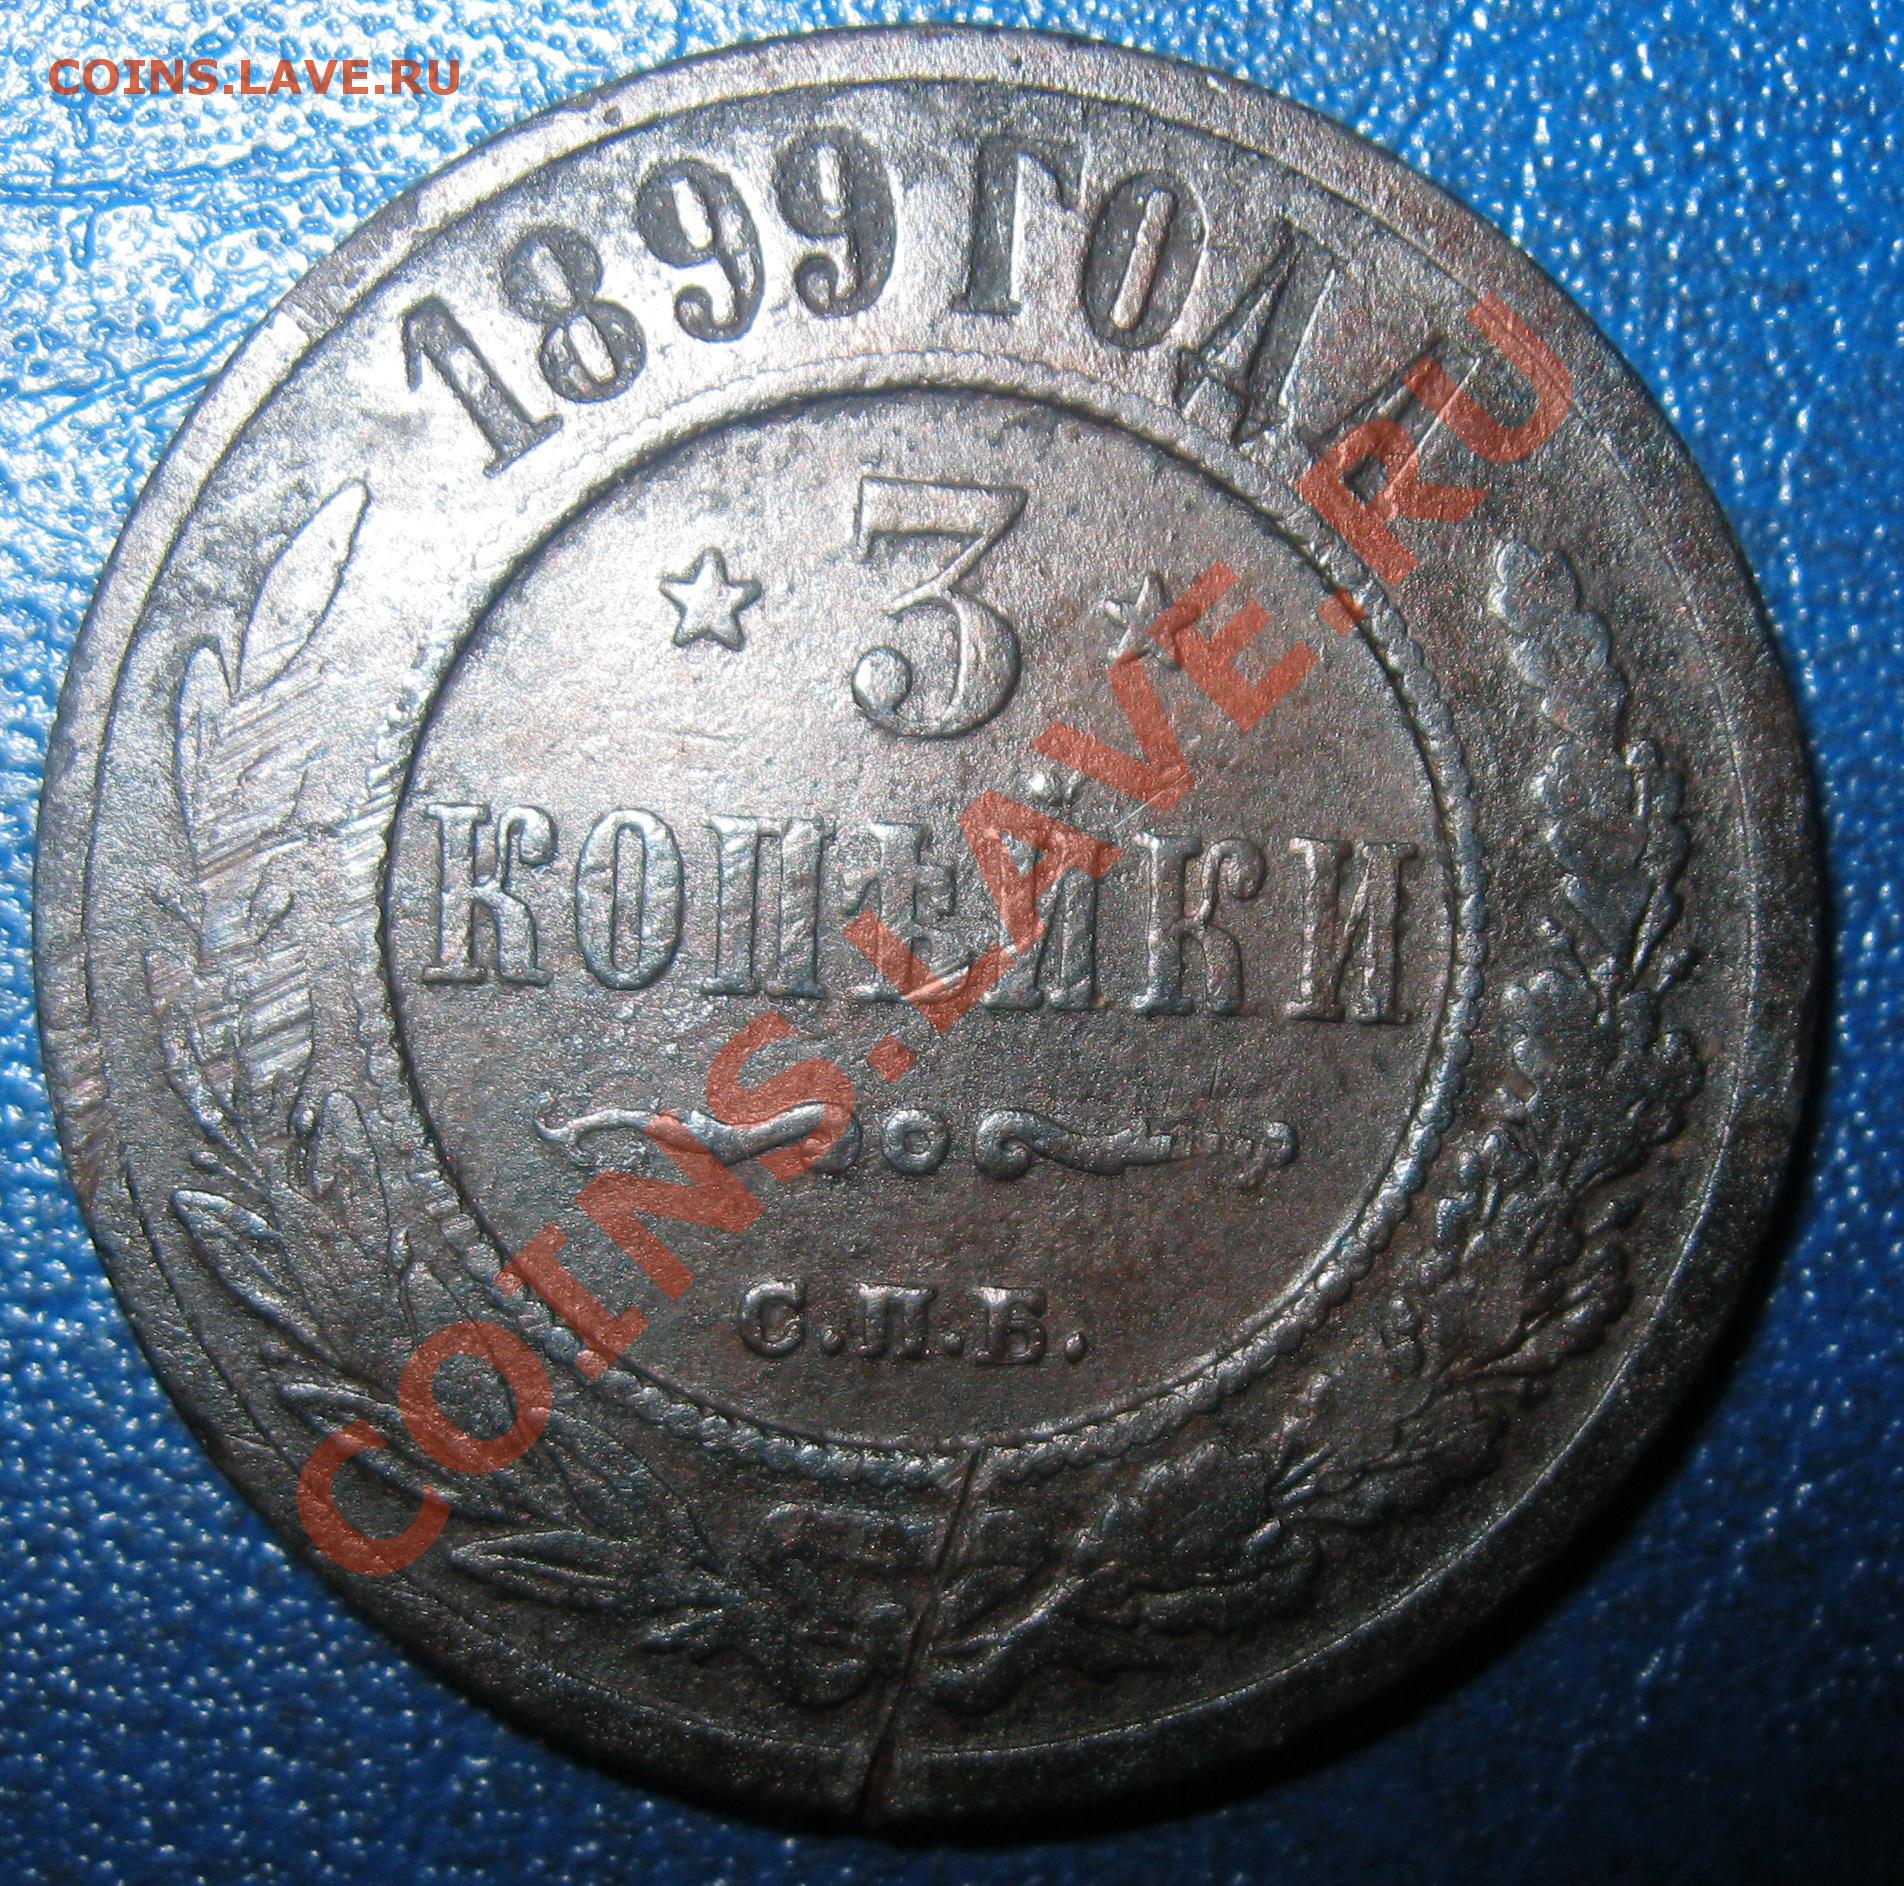 COINS.LAVE.RU
1899 ГОДА
3
КОПѢЙКИ
С.П.Б.
COINS.LAVE.RU